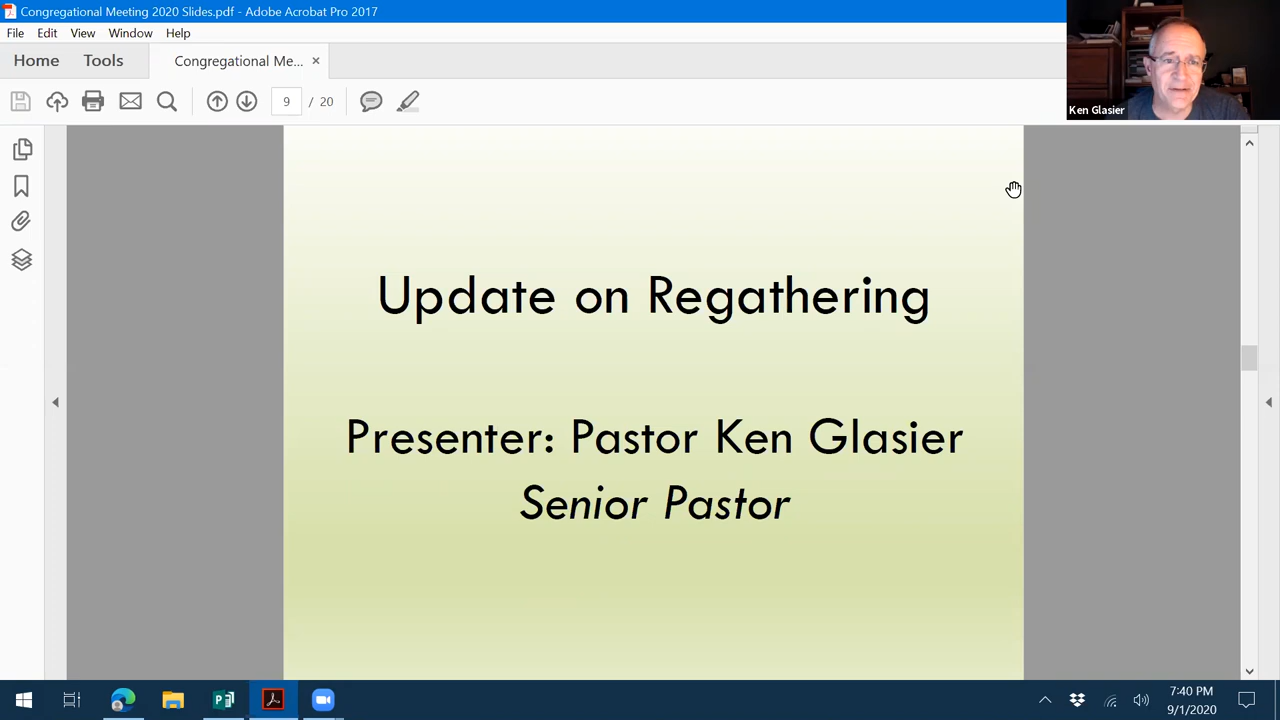 Congregational Meeting 2020 Slides.pdf - Adobe Acrobat Pro 2017
File Edit View Window Help
Home Tools Congregational Me... ×
9 / 20
Ken Glasier
Update on Regathering
Presenter: Pastor Ken Glasier
Senior Pastor
7:40 PM
9/1/2020